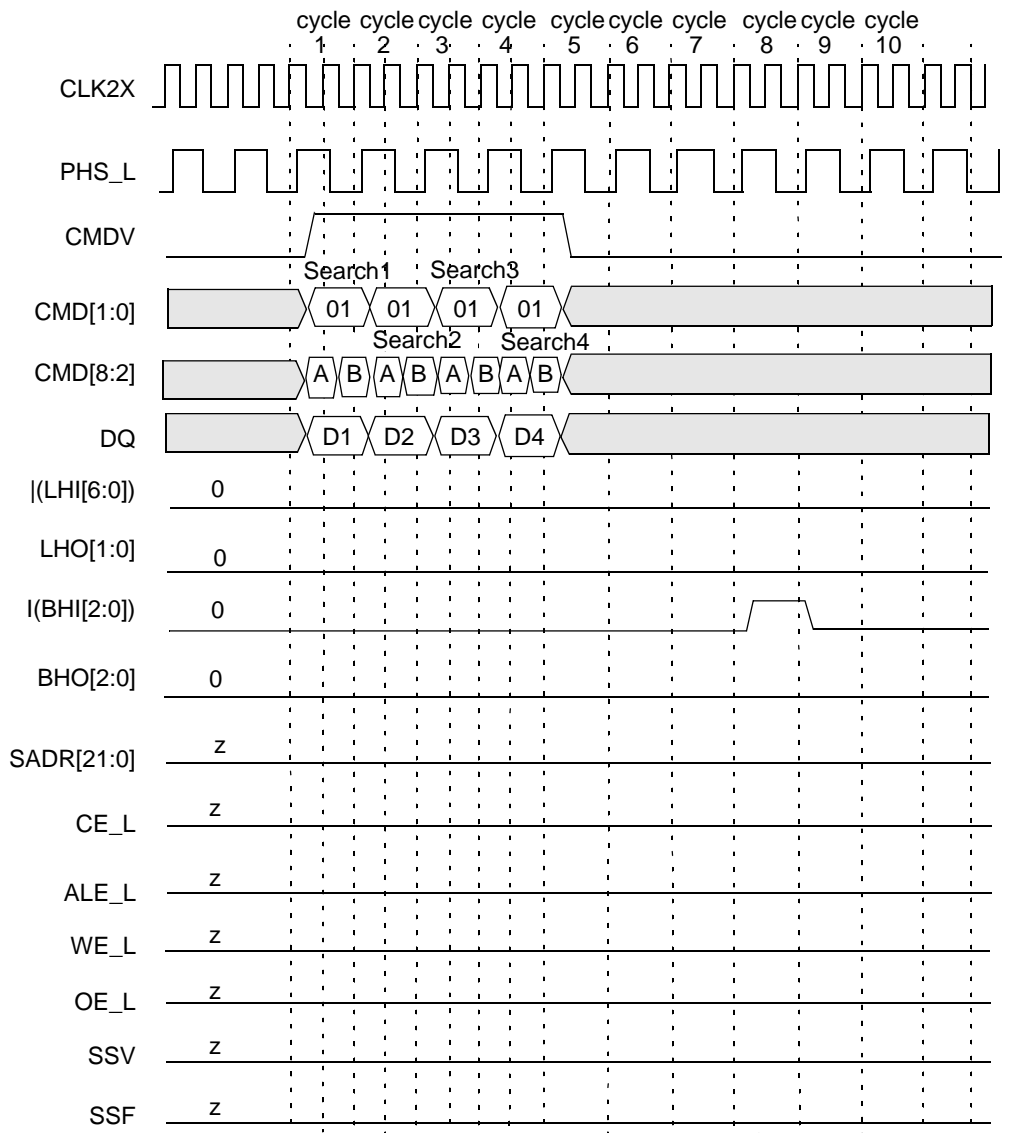 cycle cycle cycle cycle cycle cycle cycle cycle cycle cycle
1 2 3 4 5 6 7 8 9 10
CLK2X
PHS_L
CMDV
Search1 Search3
CMD[1:0] 01 01 01 01
Search2 Search4
CMD[8:2] A B A B A B A B
DQ D1 D2 D3 D4
|(LHI[6:0]) 0
LHO[1:0] 0
I(BHI[2:0]) 0
BHO[2:0] 0
SADR[21:0] z
CE_L z
ALE_L z
WE_L z
OE_L z
SSV z
SSF z